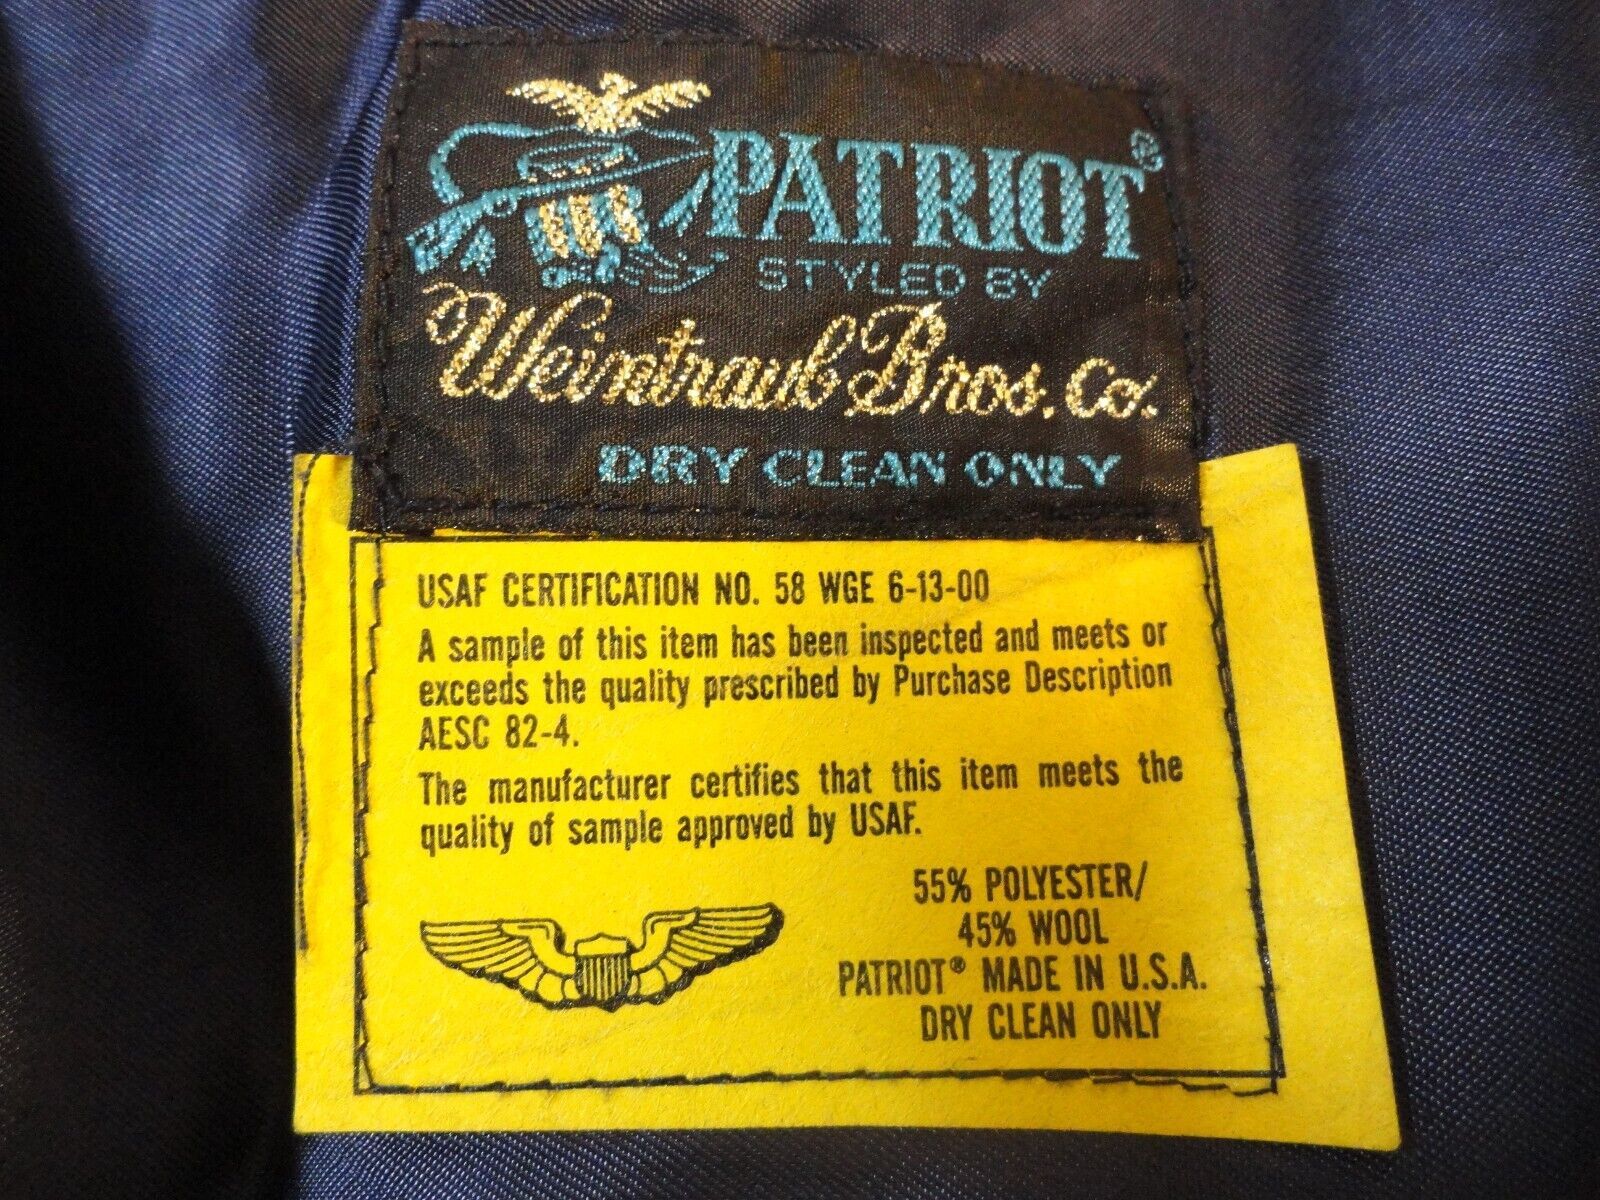 PATRIOT®
STYLED BY
Weintraub Bros. Co.
DRY CLEAN ONLY
USAF CERTIFICATION NO. 58 WGE 6-13-00
A sample of this item has been inspected and meets or
exceeds the quality prescribed by Purchase Description
AESC 82-4.
The manufacturer certifies that this item meets the
quality of sample approved by USAF.
55% POLYESTER/
45% WOOL
PATRIOT® MADE IN U.S.A.
DRY CLEAN ONLY